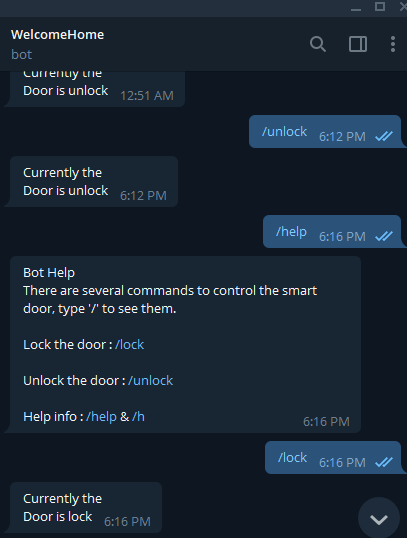 WelcomeHome
bot
Currently the
Door is unlock 12:51 AM
/unlock 6:12 PM
Currently the
Door is unlock 6:12 PM
/help 6:16 PM
Bot Help
There are several commands to control the smart
door, type '/' to see them.
Lock the door : /lock
Unlock the door : /unlock
Help info : /help & /h
6:16 PM
/lock 6:16 PM
Currently the
Door is lock 6:16 PM